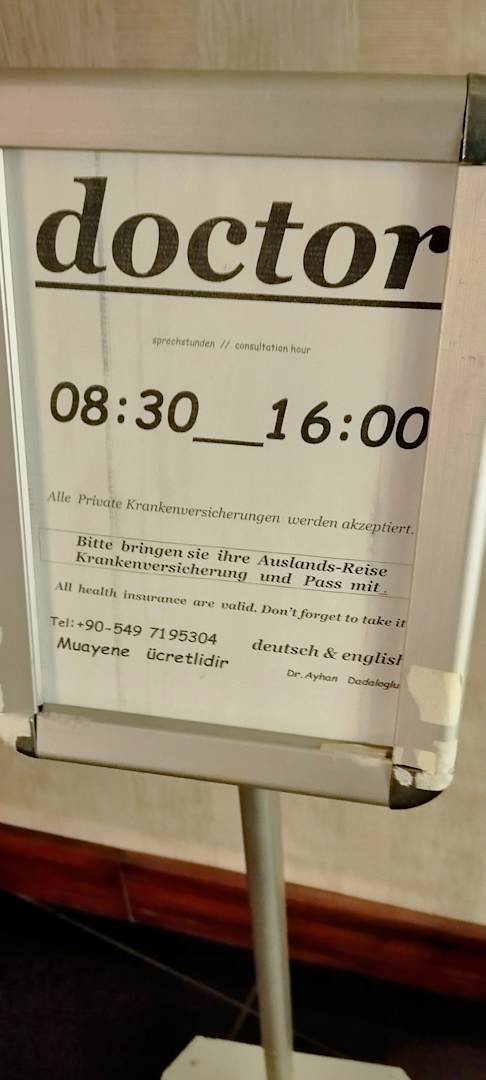 doctor
sprechstunden // consultation hour
08:30__16:00
Alle Private Krankenversicherungen werden akzeptiert.
Bitte bringen sie ihre Auslands-Reise
Krankenversicherung und Pass mit.
All health insurance are valid. Don't forget to take it
Tel:+90-549 7195304
deutsch & english
Muayene ücretlidir
Dr. Ayhan Dadaloglu